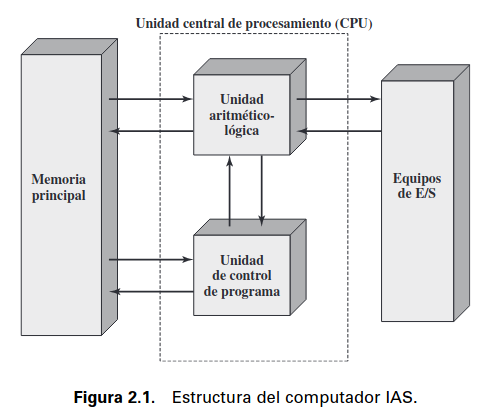 Unidad central de procesamiento (CPU)
Unidad
aritmético-
lógica
Memoria
principal
Equipos
de E/S
Unidad
de control
de programa
Figura 2.1. Estructura del computador IAS.